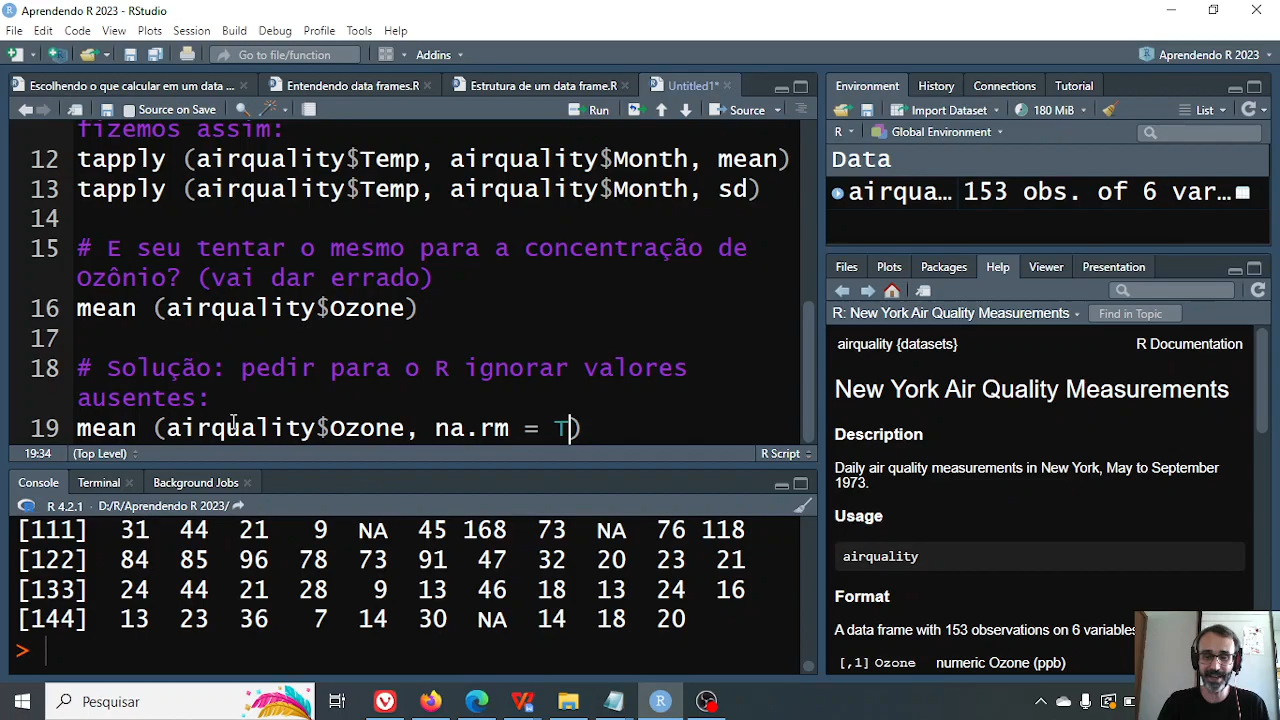 Aprendendo R 2023 - RStudio
File Edit Code View Plots Session Build Debug Profile Tools Help
Go to file/function
Addins
Aprendendo R 2023
Escolhendo o que calcular em um data ...
Entendendo data frames.R
Estrutura de um data frame.R
Untitled1*
Source on Save
Run
Source
fizemos assim:
12 tapply (airquality$Temp, airquality$Month, mean)
13 tapply (airquality$Temp, airquality$Month, sd)
14
15 # E seu tentar o mesmo para a concentração de
Ozônio? (vai dar errado)
16 mean (airquality$Ozone)
17
18 # Solução: pedir para o R ignorar valores
ausentes:
19 mean (airquality$Ozone, na.rm = T)
19:34 (Top Level) R Script
Console Terminal Background Jobs
R 4.2.1 · D:/R/Aprendendo R 2023/
[111] 31 44 21 9 NA 45 168 73 NA 76 118
[122] 84 85 96 78 73 91 47 32 20 23 21
[133] 24 44 21 28 9 13 46 18 13 24 16
[144] 13 23 36 7 14 30 NA 14 18 20
>
Environment History Connections Tutorial
Import Dataset 180 MiB List
R Global Environment
Data
airqua… 153 obs. of 6 var…
Files Plots Packages Help Viewer Presentation
R: New York Air Quality Measurements Find in Topic
airquality {datasets} R Documentation
New York Air Quality Measurements
Description
Daily air quality measurements in New York, May to September
1973.
Usage
airquality
Format
A data frame with 153 observations on 6 variables
[,1] Ozone numeric Ozone (ppb)
Pesquisar